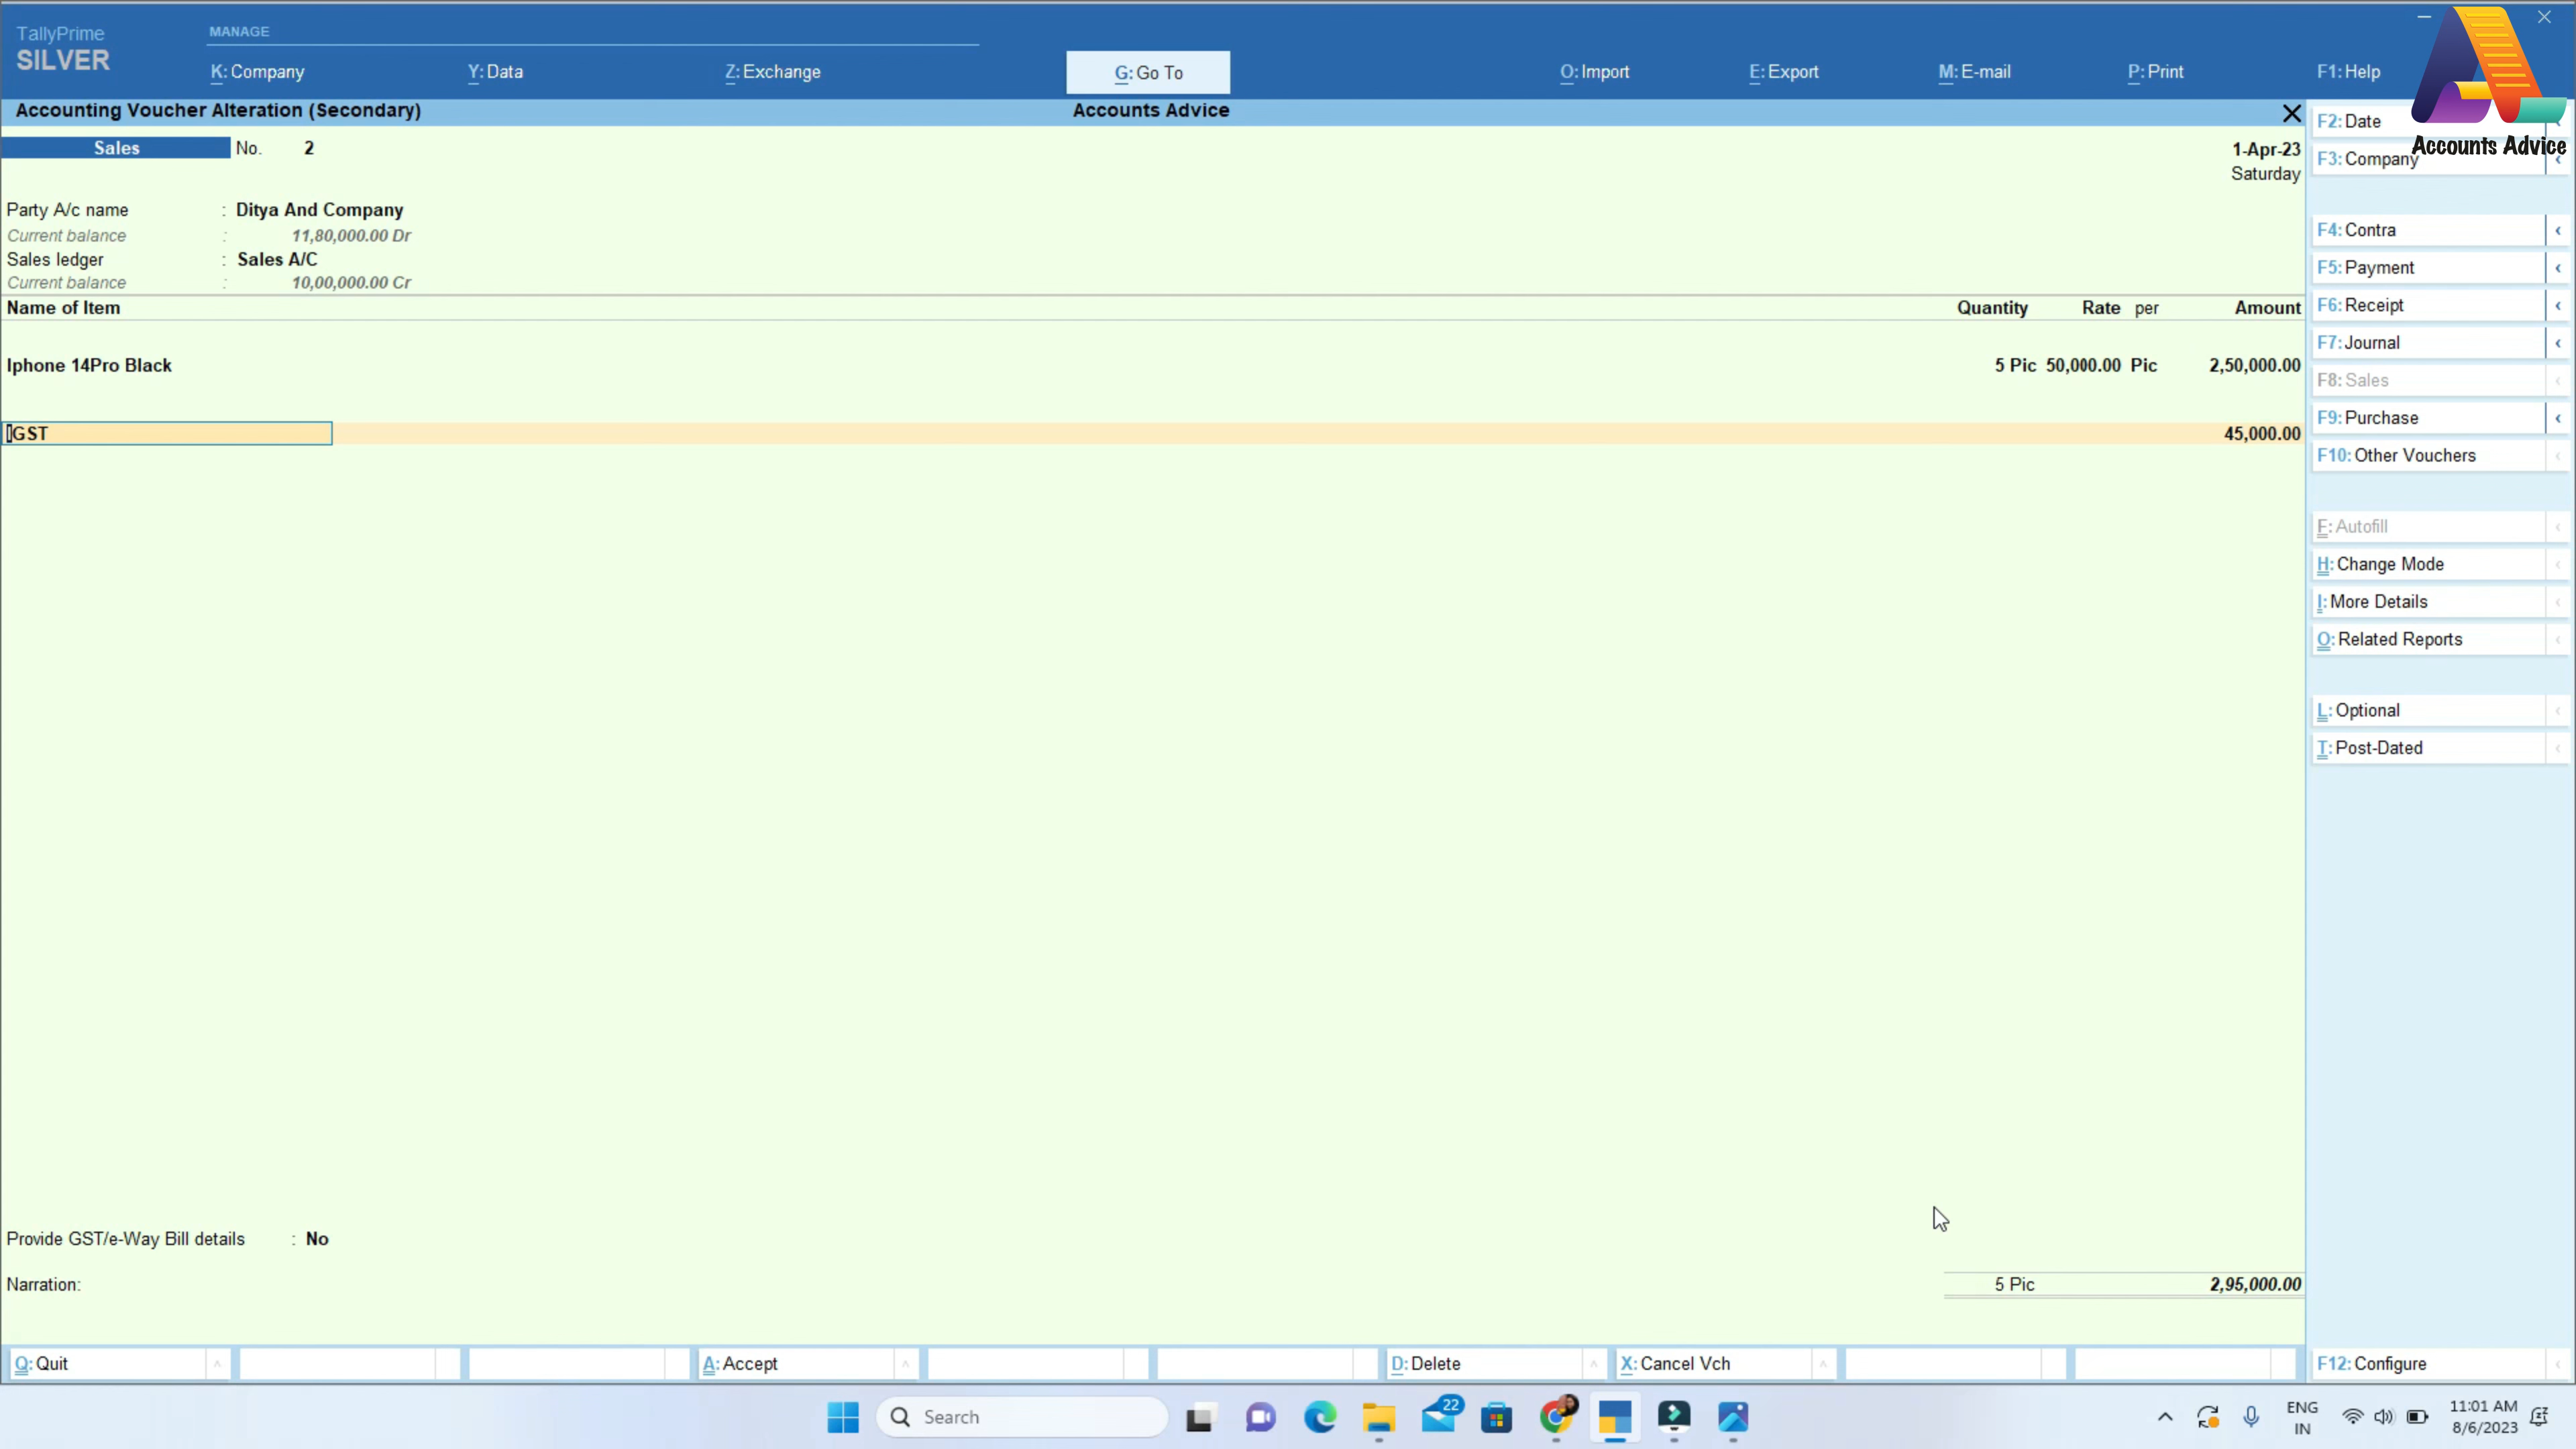 TallyPrime
SILVER
MANAGE
K: Company
Y: Data
Z: Exchange
G: Go To
O: Import
E: Export
M: E-mail
P: Print
F1: Help
Accounting Voucher Alteration (Secondary)
Accounts Advice
Accounts Advice
Sales No. 2
1-Apr-23
Saturday
Party A/c name : Ditya And Company
Current balance : 11,80,000.00 Dr
Sales ledger : Sales A/C
Current balance : 10,00,000.00 Cr
Name of Item Quantity Rate per Amount
Iphone 14Pro Black 5 Pic 50,000.00 Pic 2,50,000.00
IGST 45,000.00
Provide GST/e-Way Bill details : No
Narration: 5 Pic 2,95,000.00
F2: Date
F3: Company
F4: Contra
F5: Payment
F6: Receipt
F7: Journal
F8: Sales
F9: Purchase
F10: Other Vouchers
F: Autofill
H: Change Mode
I: More Details
O: Related Reports
L: Optional
T: Post-Dated
F12: Configure
Q: Quit
A: Accept
D: Delete
X: Cancel Vch
Search
22
ENG
IN
11:01 AM
8/6/2023